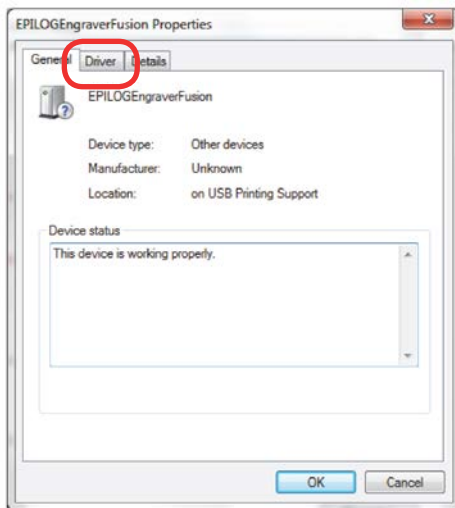 EPILOGEngraverFusion Properties
General Driver Details
EPILOGEngraverFusion
Device type: Other devices
Manufacturer: Unknown
Location: on USB Printing Support
Device status
This device is working properly.
OK Cancel